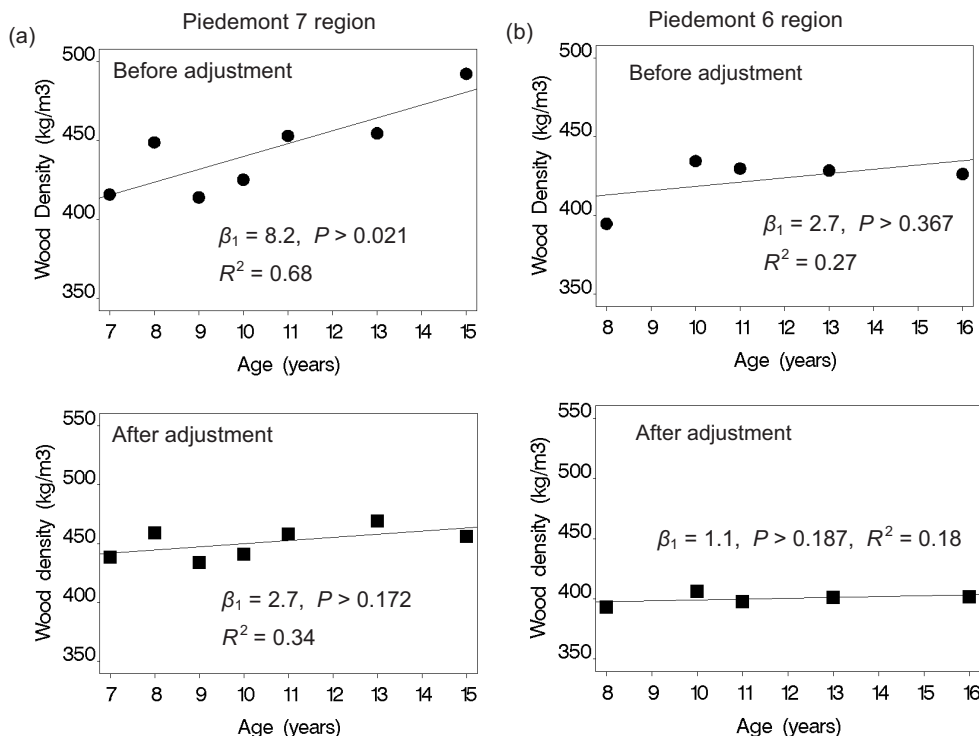 (a)
Piedemont 7 region
Before adjustment
Wood Density (kg/m3)
500
450
400
350
β1 = 8.2, P > 0.021
R² = 0.68
7 8 9 10 11 12 13 14 15
Age (years)
(b)
Piedemont 6 region
Before adjustment
Wood Density (kg/m3)
500
450
400
350
β1 = 2.7, P > 0.367
R² = 0.27
8 9 10 11 12 13 14 15 16
Age (years)
After adjustment
Wood density (kg/m3)
550
500
450
400
350
β1 = 2.7, P > 0.172
R² = 0.34
7 8 9 10 11 12 13 14 15
Age (years)
After adjustment
Wood density (kg/m3)
550
500
450
400
350
β1 = 1.1, P > 0.187, R² = 0.18
8 9 10 11 12 13 14 15 16
Age (years)